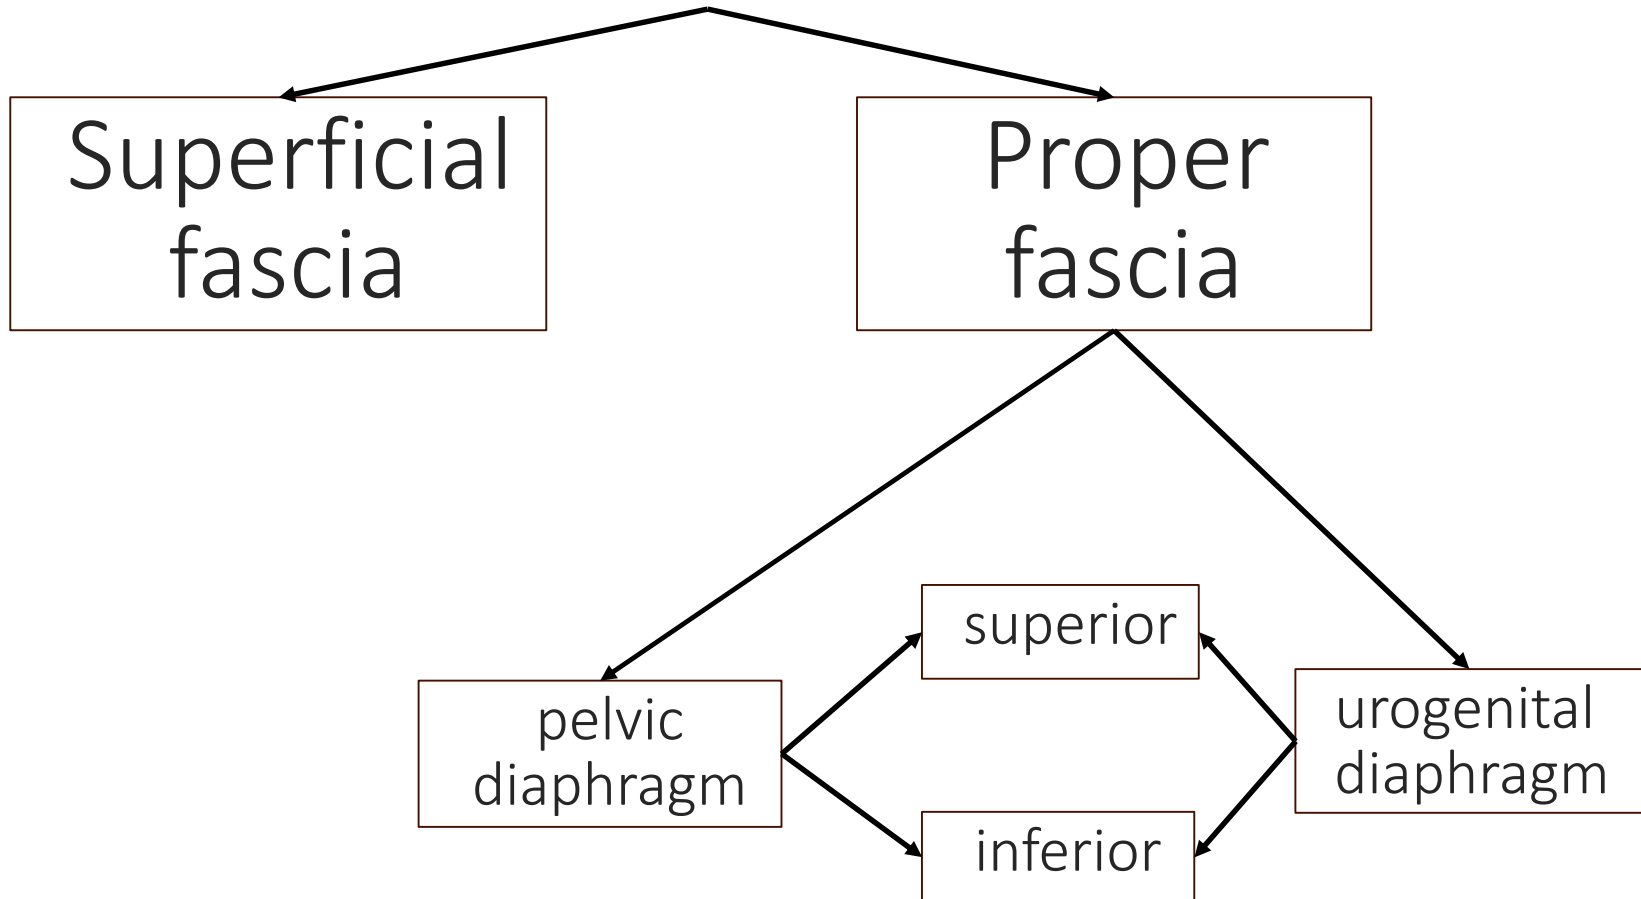 Superficial
fascia
Proper
fascia
superior
pelvic
diaphragm
urogenital
diaphragm
inferior